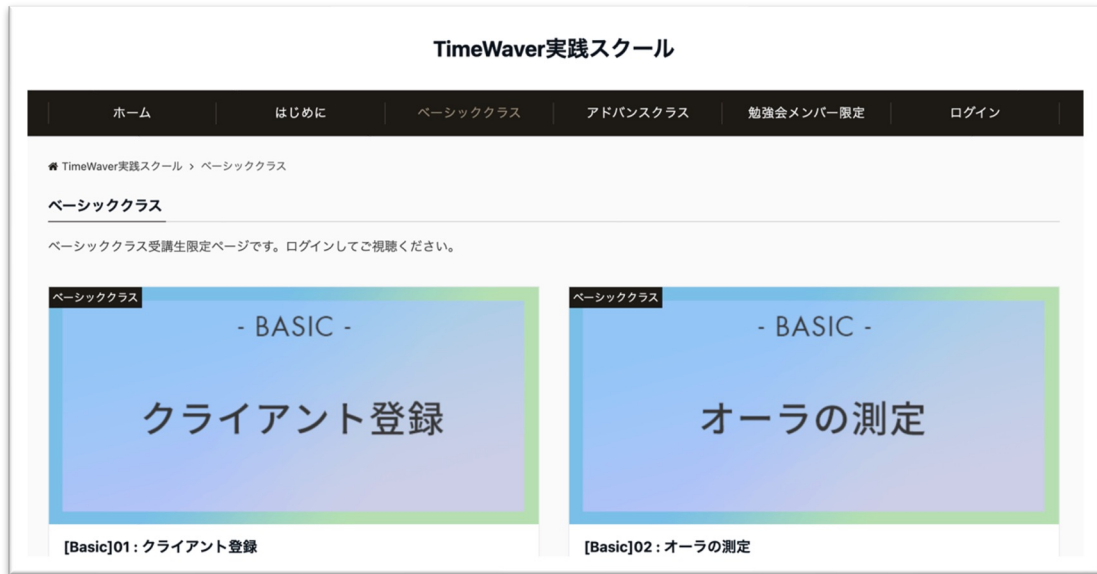 TimeWaver実践スクール
ホーム はじめに ベーシッククラス アドバンスクラス 勉強会メンバー限定 ログイン
TimeWaver実践スクール › ベーシッククラス
ベーシッククラス
ベーシッククラス受講生限定ページです。ログインしてご視聴ください。
ベーシッククラス
- BASIC -
クライアント登録
[Basic]01 : クライアント登録
ベーシッククラス
- BASIC -
オーラの測定
[Basic]02 : オーラの測定